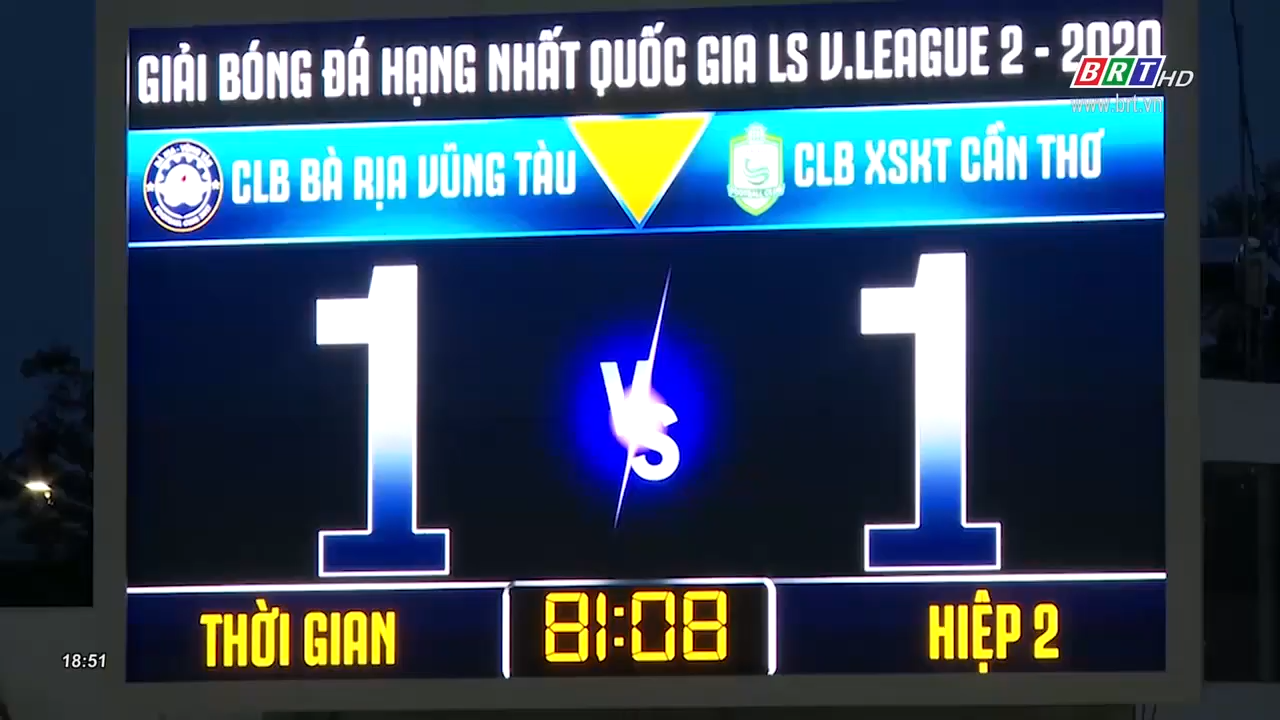 GIẢI BÓNG ĐÁ HẠNG NHẤT QUỐC GIA LS V.LEAGUE 2 - 2020
BRT HD
www.brt.vn
CLB BÀ RỊA VŨNG TÀU
CLB XSKT CẦN THƠ
1 VS 1
THỜI GIAN 81:08 HIỆP 2
18:51